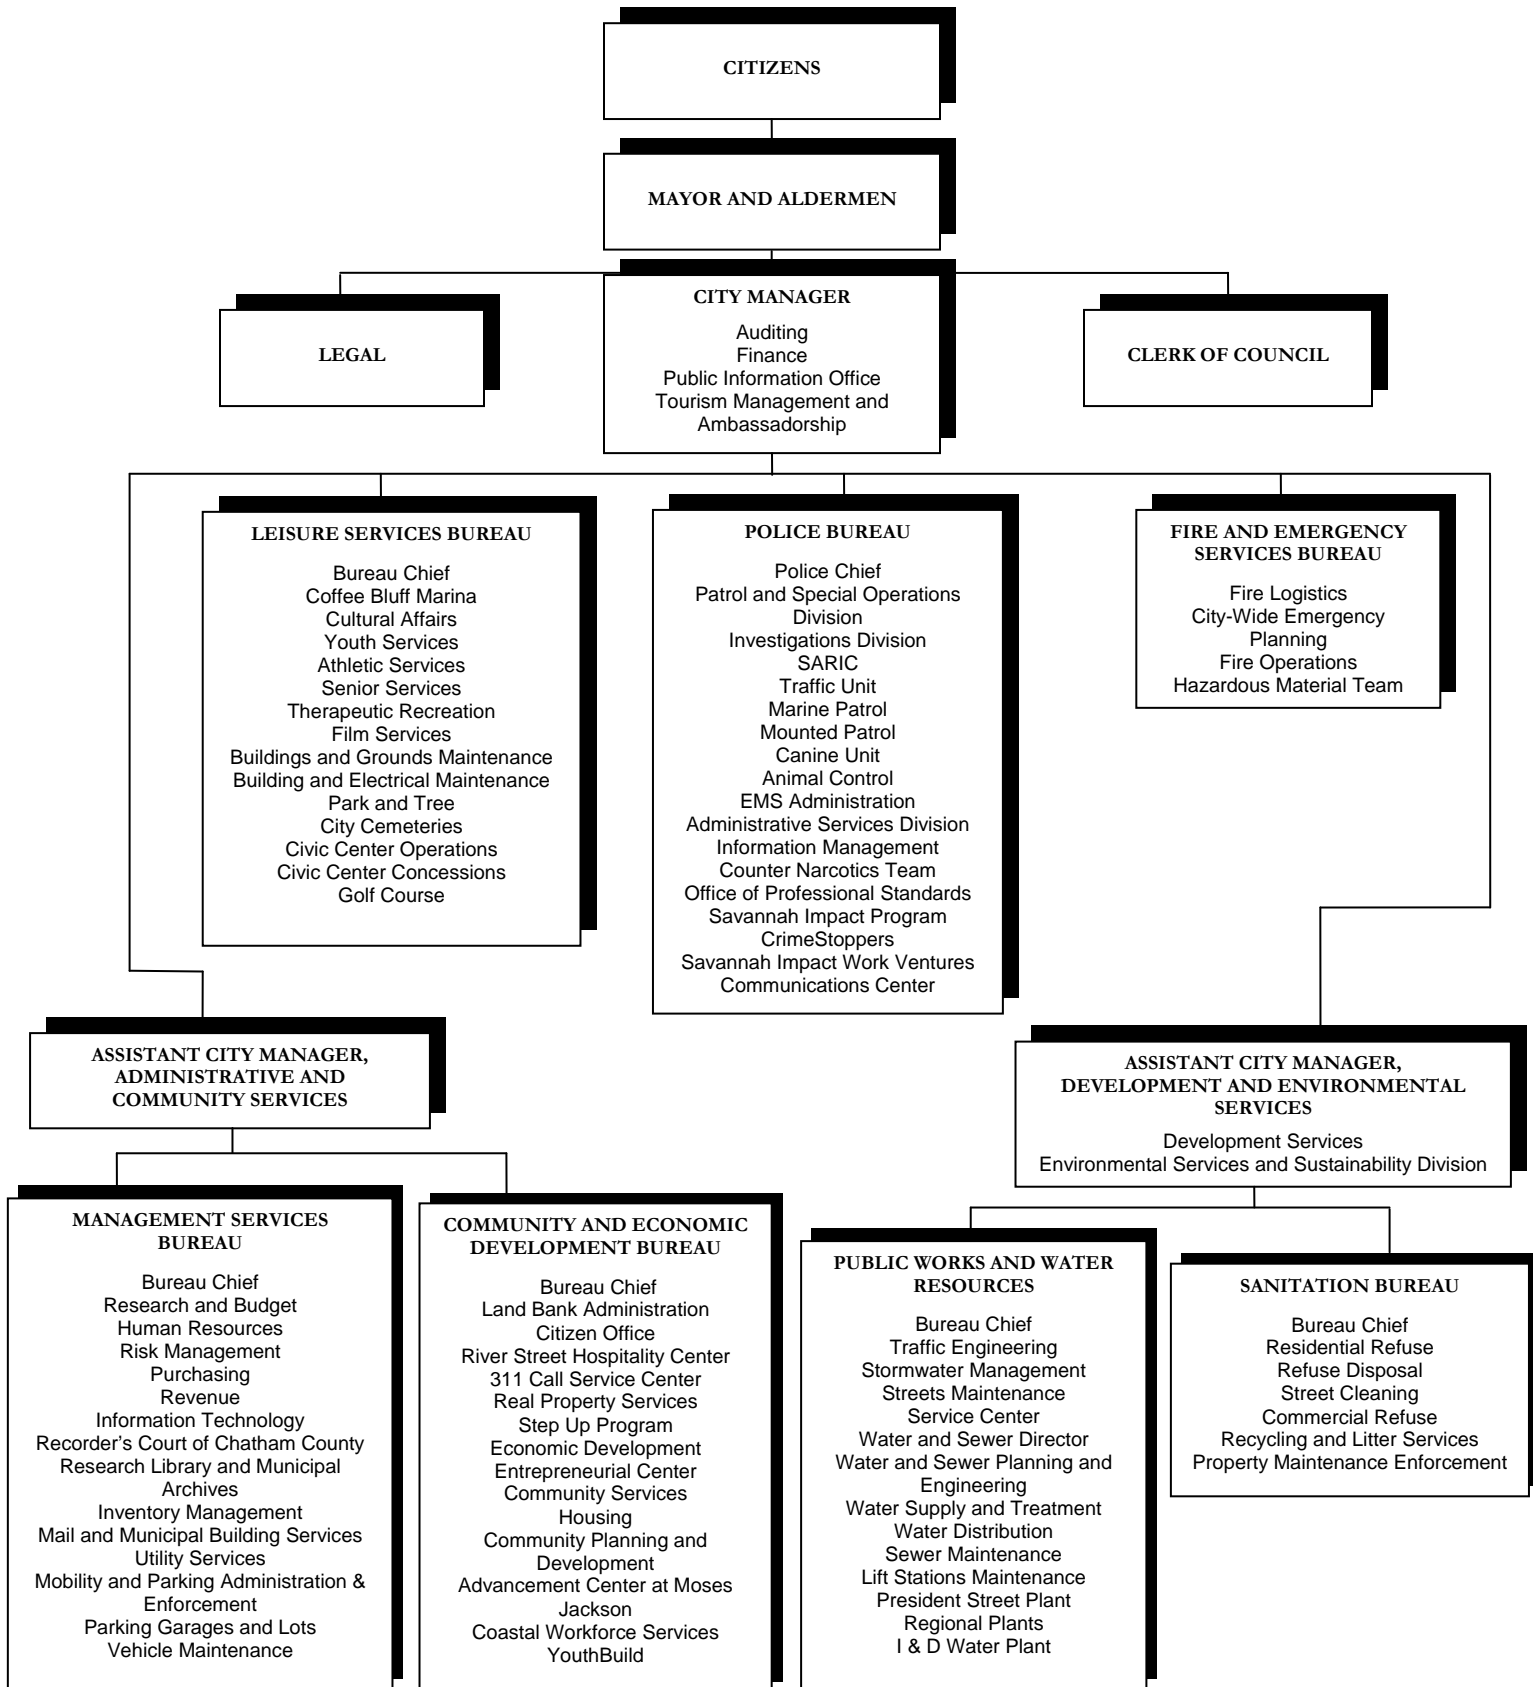 CITIZENS
MAYOR AND ALDERMEN
LEGAL
CITY MANAGER
Auditing
Finance
Public Information Office
Tourism Management and
Ambassadorship
CLERK OF COUNCIL
LEISURE SERVICES BUREAU
Bureau Chief
Coffee Bluff Marina
Cultural Affairs
Youth Services
Athletic Services
Senior Services
Therapeutic Recreation
Film Services
Buildings and Grounds Maintenance
Building and Electrical Maintenance
Park and Tree
City Cemeteries
Civic Center Operations
Civic Center Concessions
Golf Course
POLICE BUREAU
Police Chief
Patrol and Special Operations
Division
Investigations Division
SARIC
Traffic Unit
Marine Patrol
Mounted Patrol
Canine Unit
Animal Control
EMS Administration
Administrative Services Division
Information Management
Counter Narcotics Team
Office of Professional Standards
Savannah Impact Program
CrimeStoppers
Savannah Impact Work Ventures
Communications Center
FIRE AND EMERGENCY
SERVICES BUREAU
Fire Logistics
City-Wide Emergency
Planning
Fire Operations
Hazardous Material Team
ASSISTANT CITY MANAGER,
ADMINISTRATIVE AND
COMMUNITY SERVICES
ASSISTANT CITY MANAGER,
DEVELOPMENT AND ENVIRONMENTAL
SERVICES
Development Services
Environmental Services and Sustainability Division
MANAGEMENT SERVICES
BUREAU
Bureau Chief
Research and Budget
Human Resources
Risk Management
Purchasing
Revenue
Information Technology
Recorder’s Court of Chatham County
Research Library and Municipal
Archives
Inventory Management
Mail and Municipal Building Services
Utility Services
Mobility and Parking Administration &
Enforcement
Parking Garages and Lots
Vehicle Maintenance
COMMUNITY AND ECONOMIC
DEVELOPMENT BUREAU
Bureau Chief
Land Bank Administration
Citizen Office
River Street Hospitality Center
311 Call Service Center
Real Property Services
Step Up Program
Economic Development
Entrepreneurial Center
Community Services
Housing
Community Planning and
Development
Advancement Center at Moses
Jackson
Coastal Workforce Services
YouthBuild
PUBLIC WORKS AND WATER
RESOURCES
Bureau Chief
Traffic Engineering
Stormwater Management
Streets Maintenance
Service Center
Water and Sewer Director
Water and Sewer Planning and
Engineering
Water Supply and Treatment
Water Distribution
Sewer Maintenance
Lift Stations Maintenance
President Street Plant
Regional Plants
I & D Water Plant
SANITATION BUREAU
Bureau Chief
Residential Refuse
Refuse Disposal
Street Cleaning
Commercial Refuse
Recycling and Litter Services
Property Maintenance Enforcement